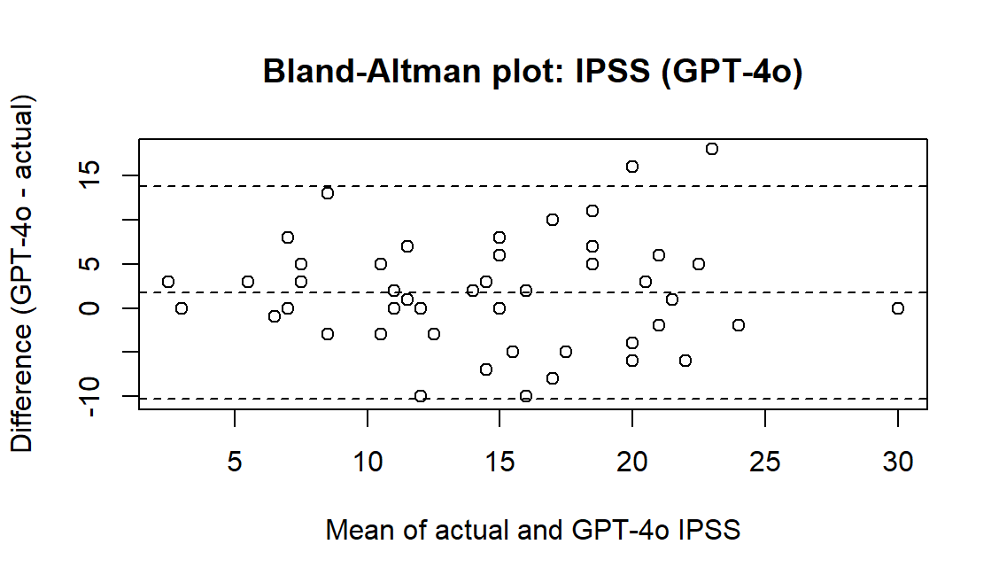 Bland-Altman plot: IPSS (GPT-4o)
Difference (GPT-4o - actual)
15
5
0
-10
5 10 15 20 25 30
Mean of actual and GPT-4o IPSS